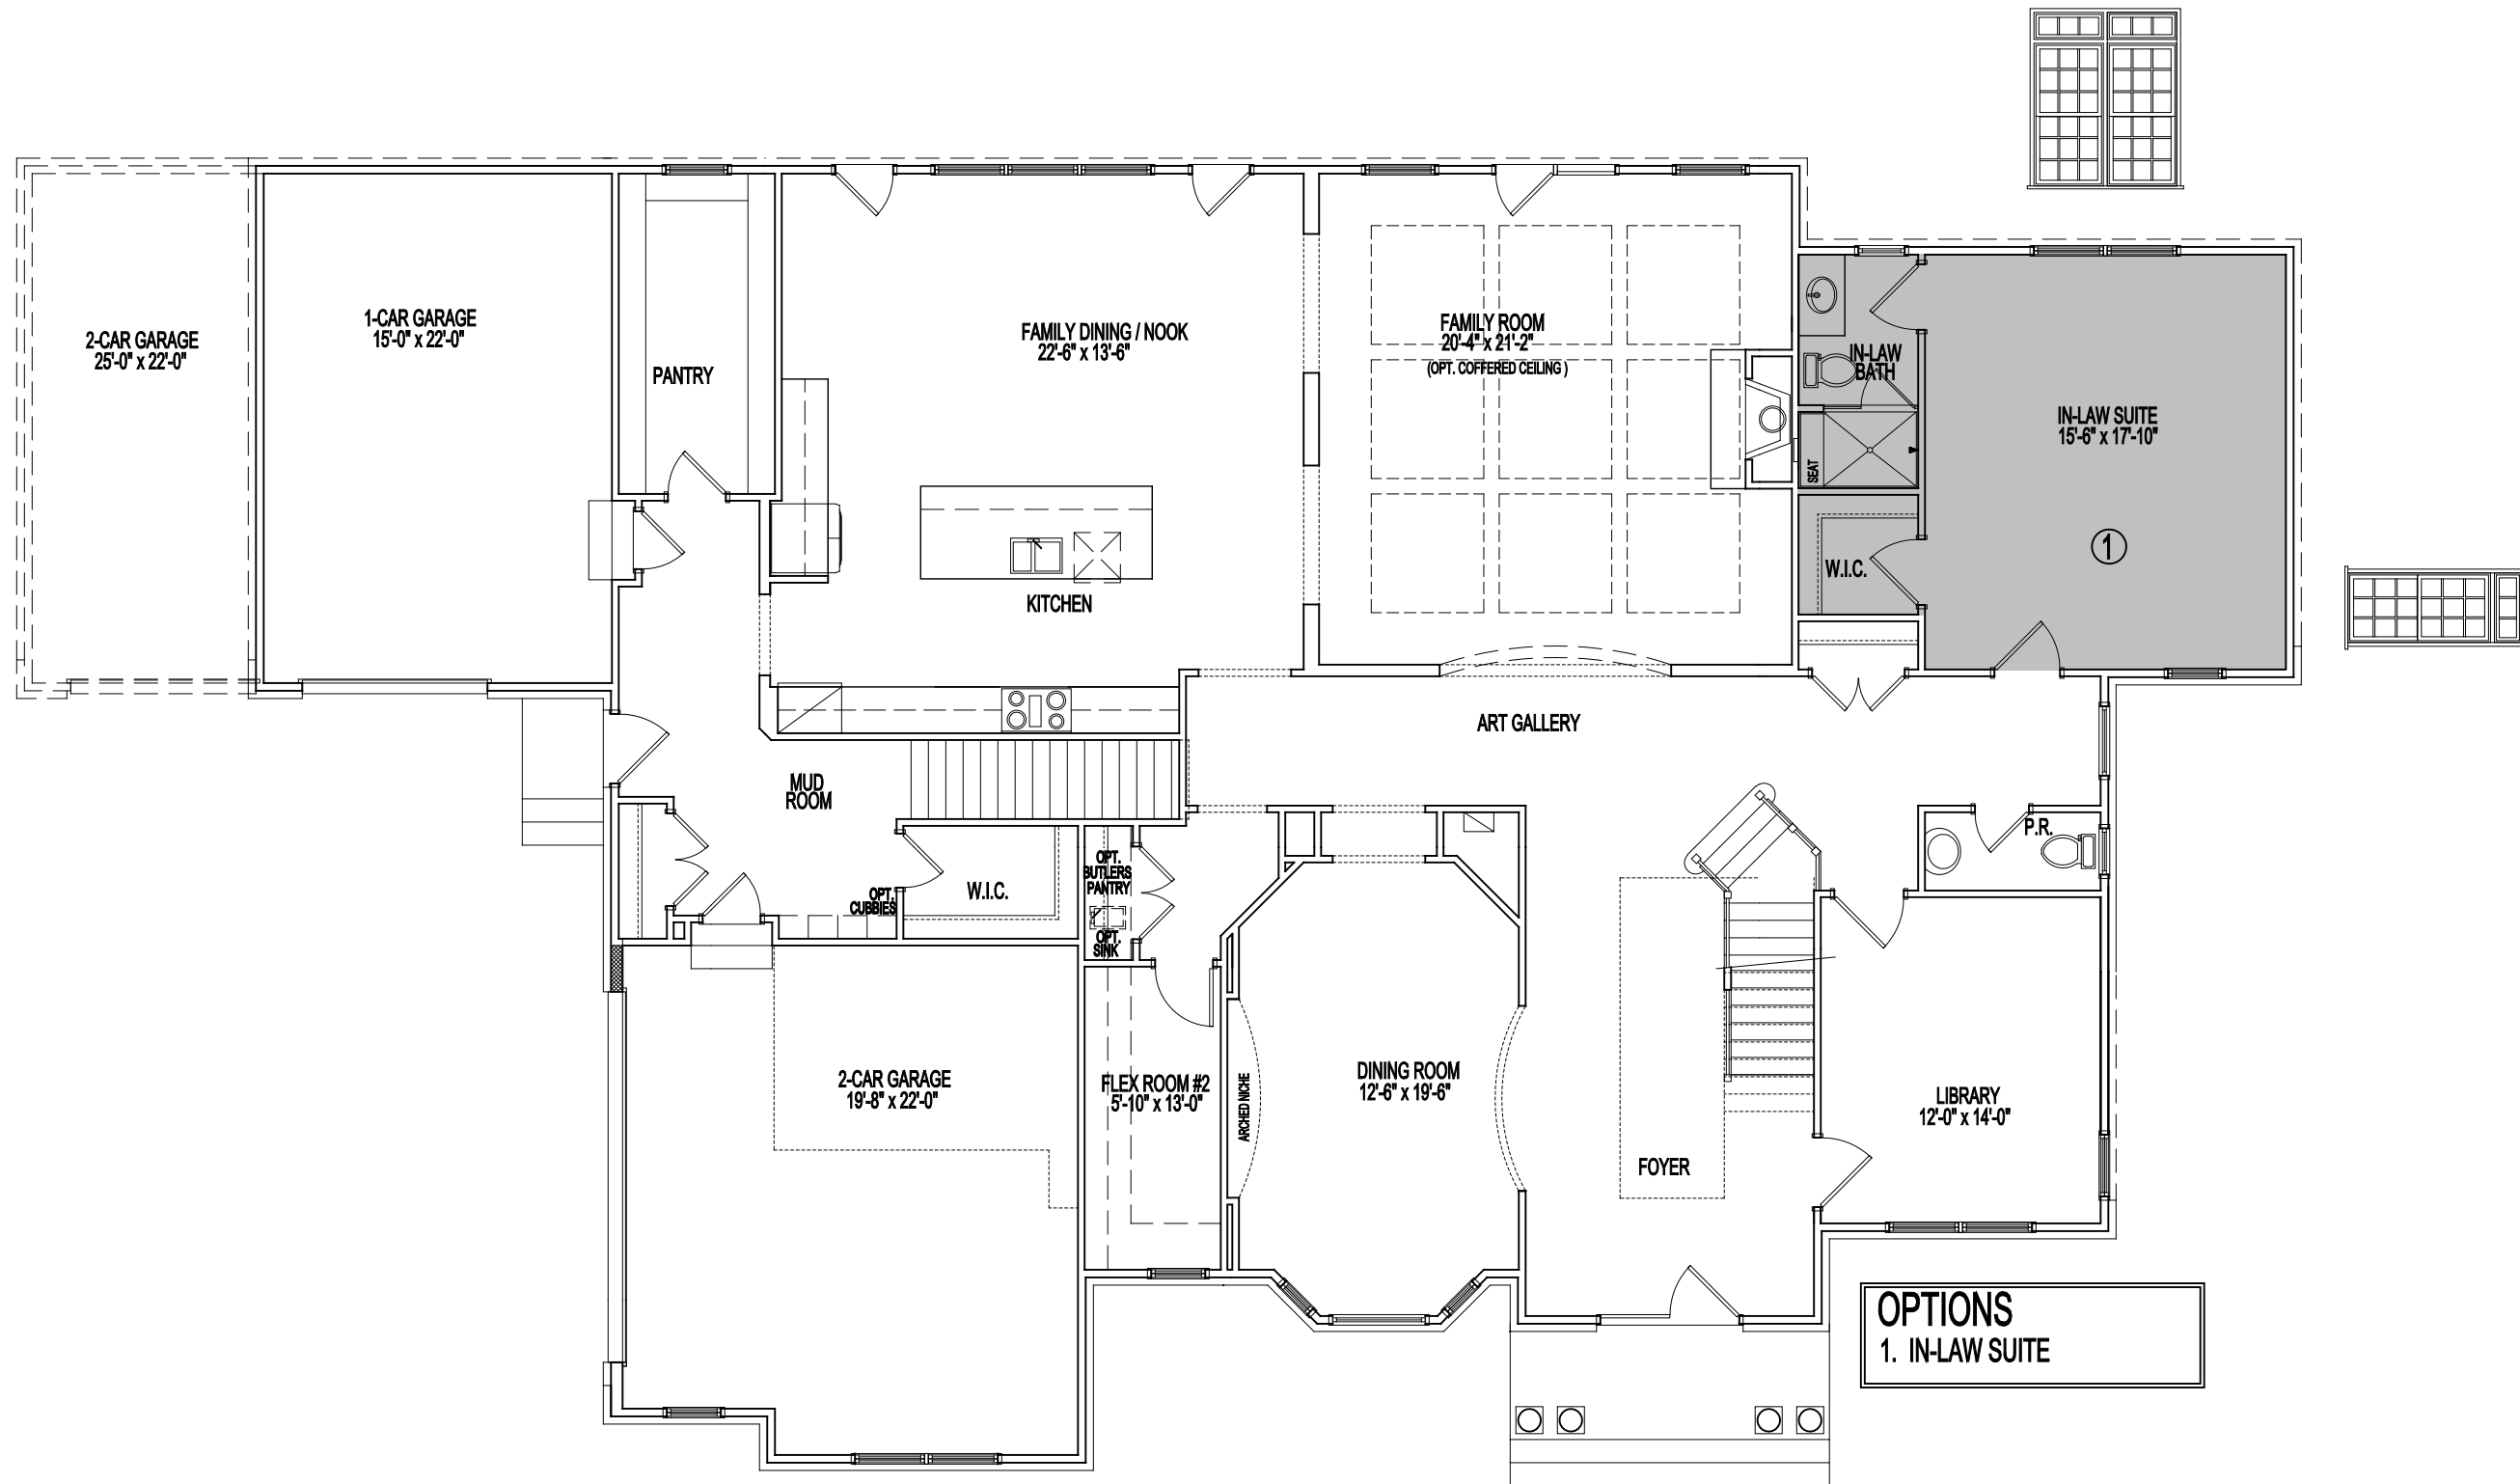 2-CAR GARAGE
25'-0" x 22'-0"
1-CAR GARAGE
15'-0" x 22'-0"
PANTRY
FAMILY DINING / NOOK
22'-6" x 13'-6"
KITCHEN
FAMILY ROOM
20'-4" x 21'-2"
(OPT. COFFERED CEILING )
IN-LAW
BATH
SEAT
W.I.C.
IN-LAW SUITE
15'-6" x 17'-10"
1
ART GALLERY
MUD
ROOM
OPT.
CUBBIES
W.I.C.
OPT.
BUTLERS
PANTRY
OPT.
SINK
P.R.
2-CAR GARAGE
19'-8" x 22'-0"
FLEX ROOM #2
5'-10" x 13'-0"
ARCHED NICHE
DINING ROOM
12'-6" x 19'-6"
FOYER
LIBRARY
12'-0" x 14'-0"
OPTIONS
1. IN-LAW SUITE